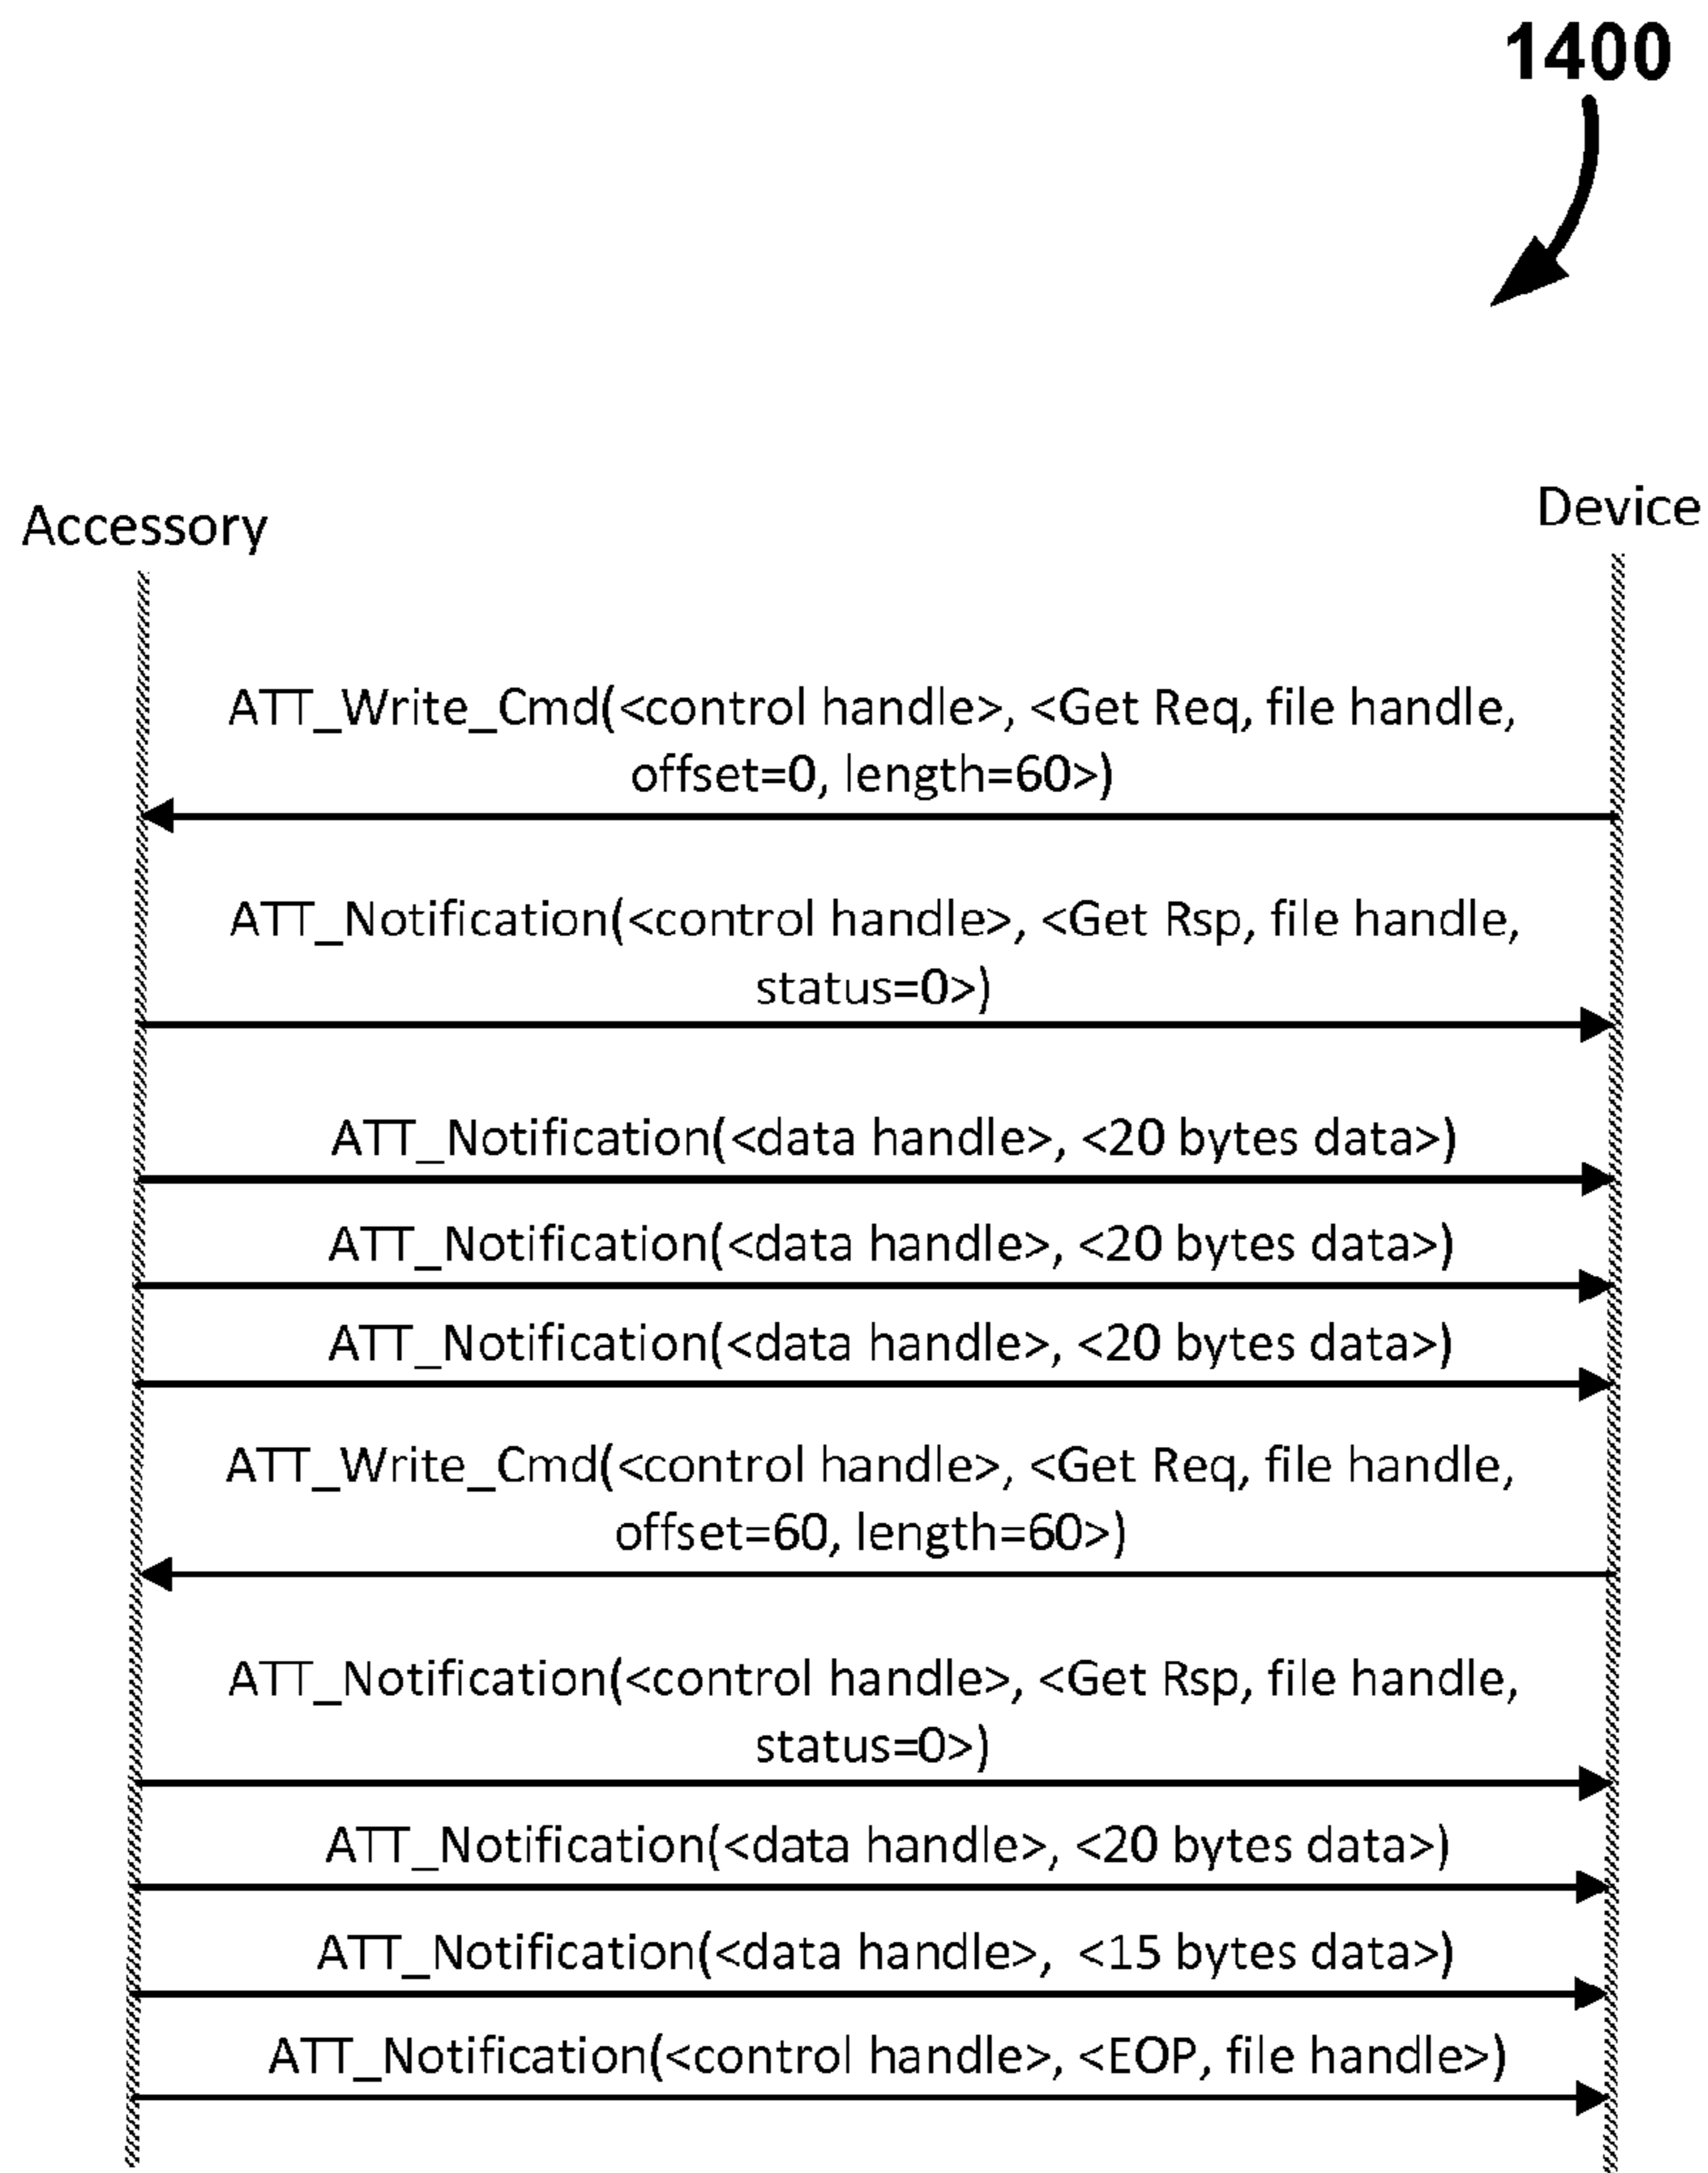 1400
Accessory
Device
ATT_Write_Cmd(<control handle>, <Get Req, file handle,
offset=0, length=60>)
ATT_Notification(<control handle>, <Get Rsp, file handle,
status=0>)
ATT_Notification(<data handle>, <20 bytes data>)
ATT_Notification(<data handle>, <20 bytes data>)
ATT_Notification(<data handle>, <20 bytes data>)
ATT_Write_Cmd(<control handle>, <Get Req, file handle,
offset=60, length=60>)
ATT_Notification(<control handle>, <Get Rsp, file handle,
status=0>)
ATT_Notification(<data handle>, <20 bytes data>)
ATT_Notification(<data handle>, <15 bytes data>)
ATT_Notification(<control handle>, <EOP, file handle>)